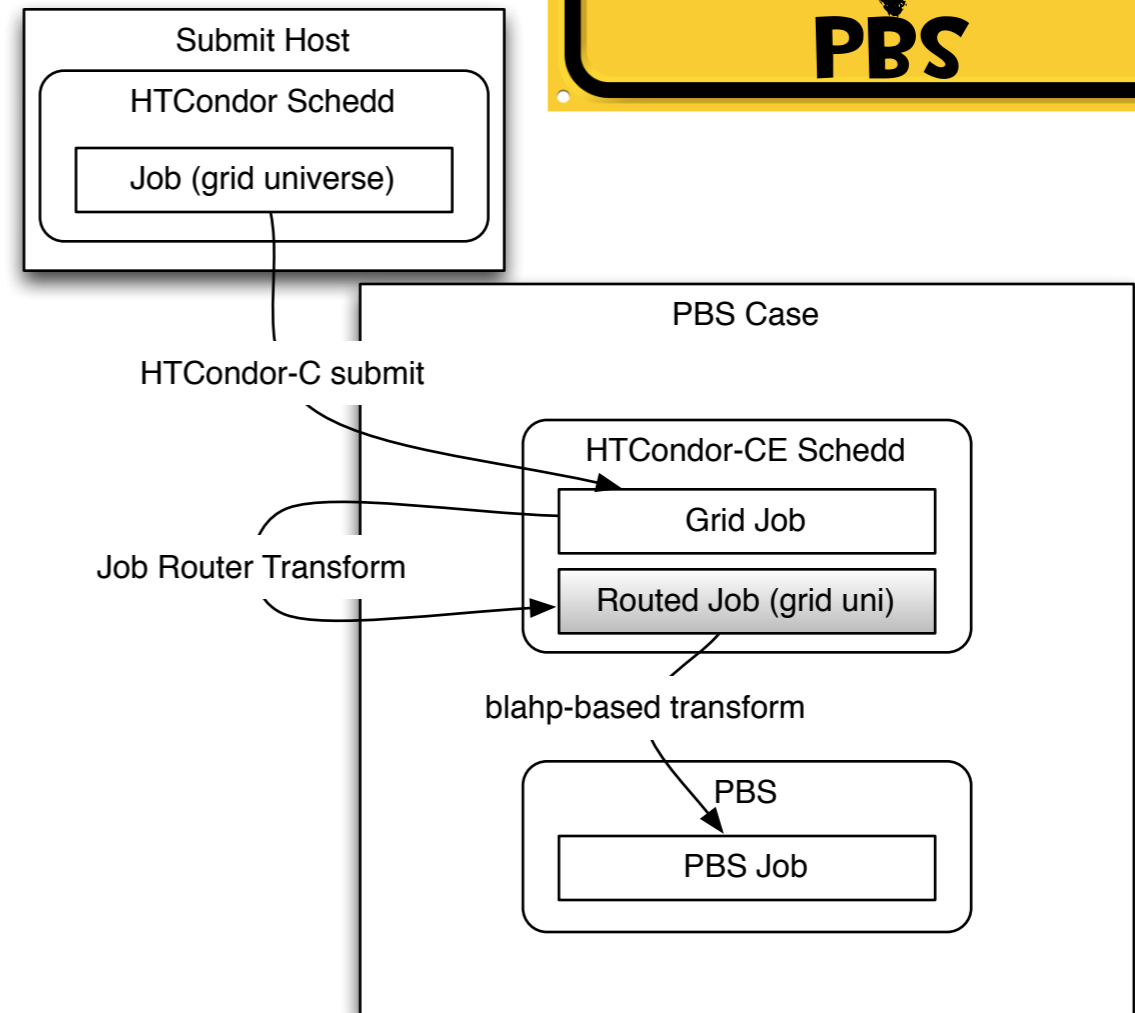 PBS
Submit Host
HTCondor Schedd
Job (grid universe)
PBS Case
HTCondor-C submit
HTCondor-CE Schedd
Grid Job
Job Router Transform
Routed Job (grid uni)
blahp-based transform
PBS
PBS Job